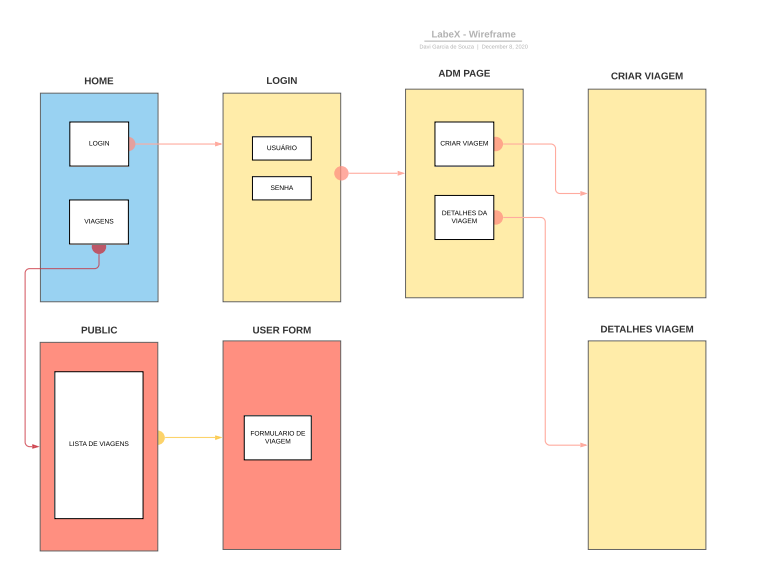 LabeX - Wireframe
Davi Garcia de Souza | December 8, 2020
HOME
LOGIN
ADM PAGE
CRIAR VIAGEM
LOGIN
VIAGENS
USUÁRIO
SENHA
CRIAR VIAGEM
DETALHES DA
VIAGEM
PUBLIC
USER FORM
DETALHES VIAGEM
LISTA DE VIAGENS
FORMULARIO DE
VIAGEM